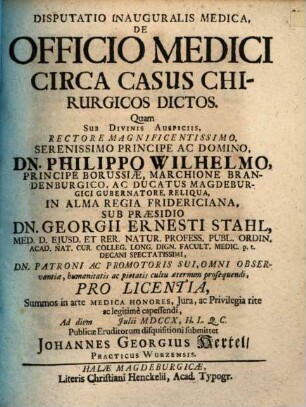 DISPUTATIO INAUGURALIS MEDICA,
DE
OFFICIO MEDICI
CIRCA CASUS CHI-
RURGICOS DICTOS.
Quam
SUB DIVINIS AUSPICIIS,
RECTORE MAGNIFICENTISSIMO,
SERENISSIMO PRINCIPE AC DOMINO,
DN. PHILIPPO WILHELMO,
PRINCIPE BORUSSIÆ, MARCHIONE BRAN-
DENBURGICO, AC DUCATUS MAGDEBUR-
GICI GUBERNATORE, RELIQUA,
IN ALMA REGIA FRIDERICIANA,
SUB PRÆSIDIO
DN. GEORGII ERNESTI STAHL,
MED. D. EJUSD. ET RER. NATUR. PROFESS. PUBL. ORDIN.
ACAD. NAT. CUR. COLLEG. LONG. DIGN. FACULT. MEDIC. p. t.
DECANI SPECTATISSIMI,
DN. PATRONI AC PROMOTORIS SUI, OMNI OBSER-
vantiæ, humanitatis ac pietatis cultu æternum prosequendi,
PRO LICENTIA,
Summos in arte MEDICA HONORES, Jura, ac Privilegia rite
ac legitimè capessendi,
Ad diem Julii MDCCX, H. L. Q. C.
Publicæ Eruditorum disquisitioni submittet
JOHANNES GEORGIUS Hertel/
PRACTICUS WURZENSIS.
HALÆ MAGDEBURGICÆ,
Literis Christiani Henckelii, Acad. Typogr.